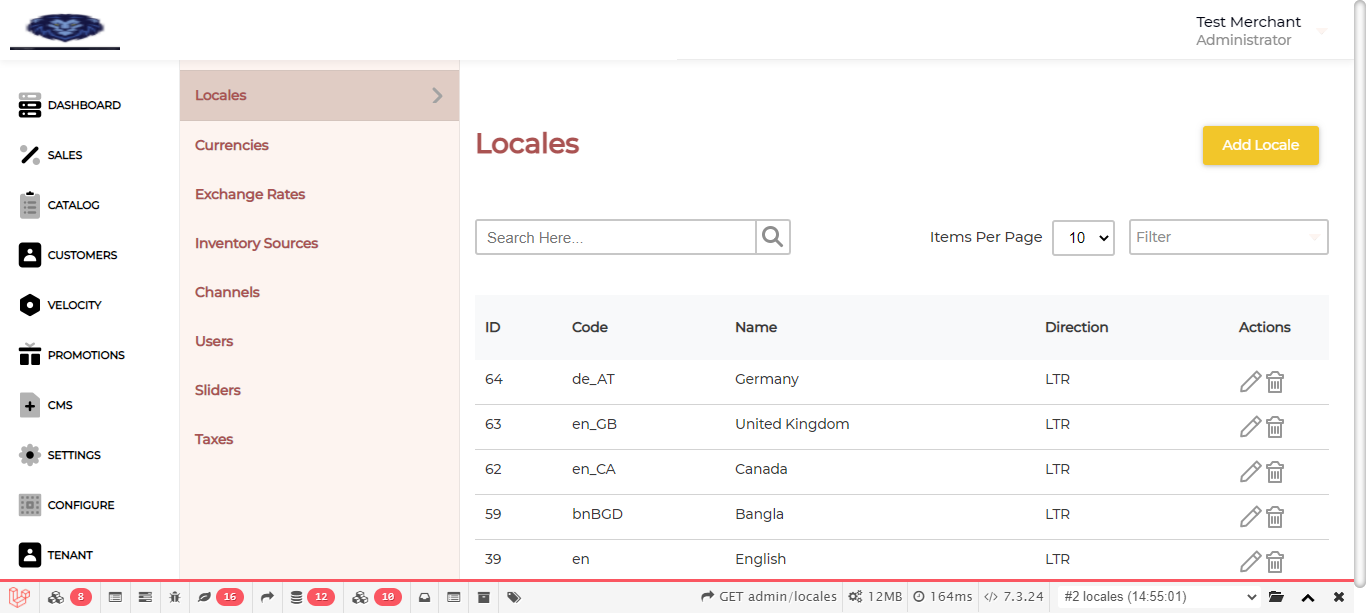 Test Merchant
Administrator
DASHBOARD
SALES
CATALOG
CUSTOMERS
VELOCITY
PROMOTIONS
CMS
SETTINGS
CONFIGURE
TENANT
Locales
Currencies
Exchange Rates
Inventory Sources
Channels
Users
Sliders
Taxes
Locales
Add Locale
Search Here...
Items Per Page 10 Filter
ID Code Name Direction Actions
64 de_AT Germany LTR
63 en_GB United Kingdom LTR
62 en_CA Canada LTR
59 bnBGD Bangla LTR
39 en English LTR
8 16 12 10 GET admin/locales 12MB 164ms </> 7.3.24 #2 locales (14:55:01)